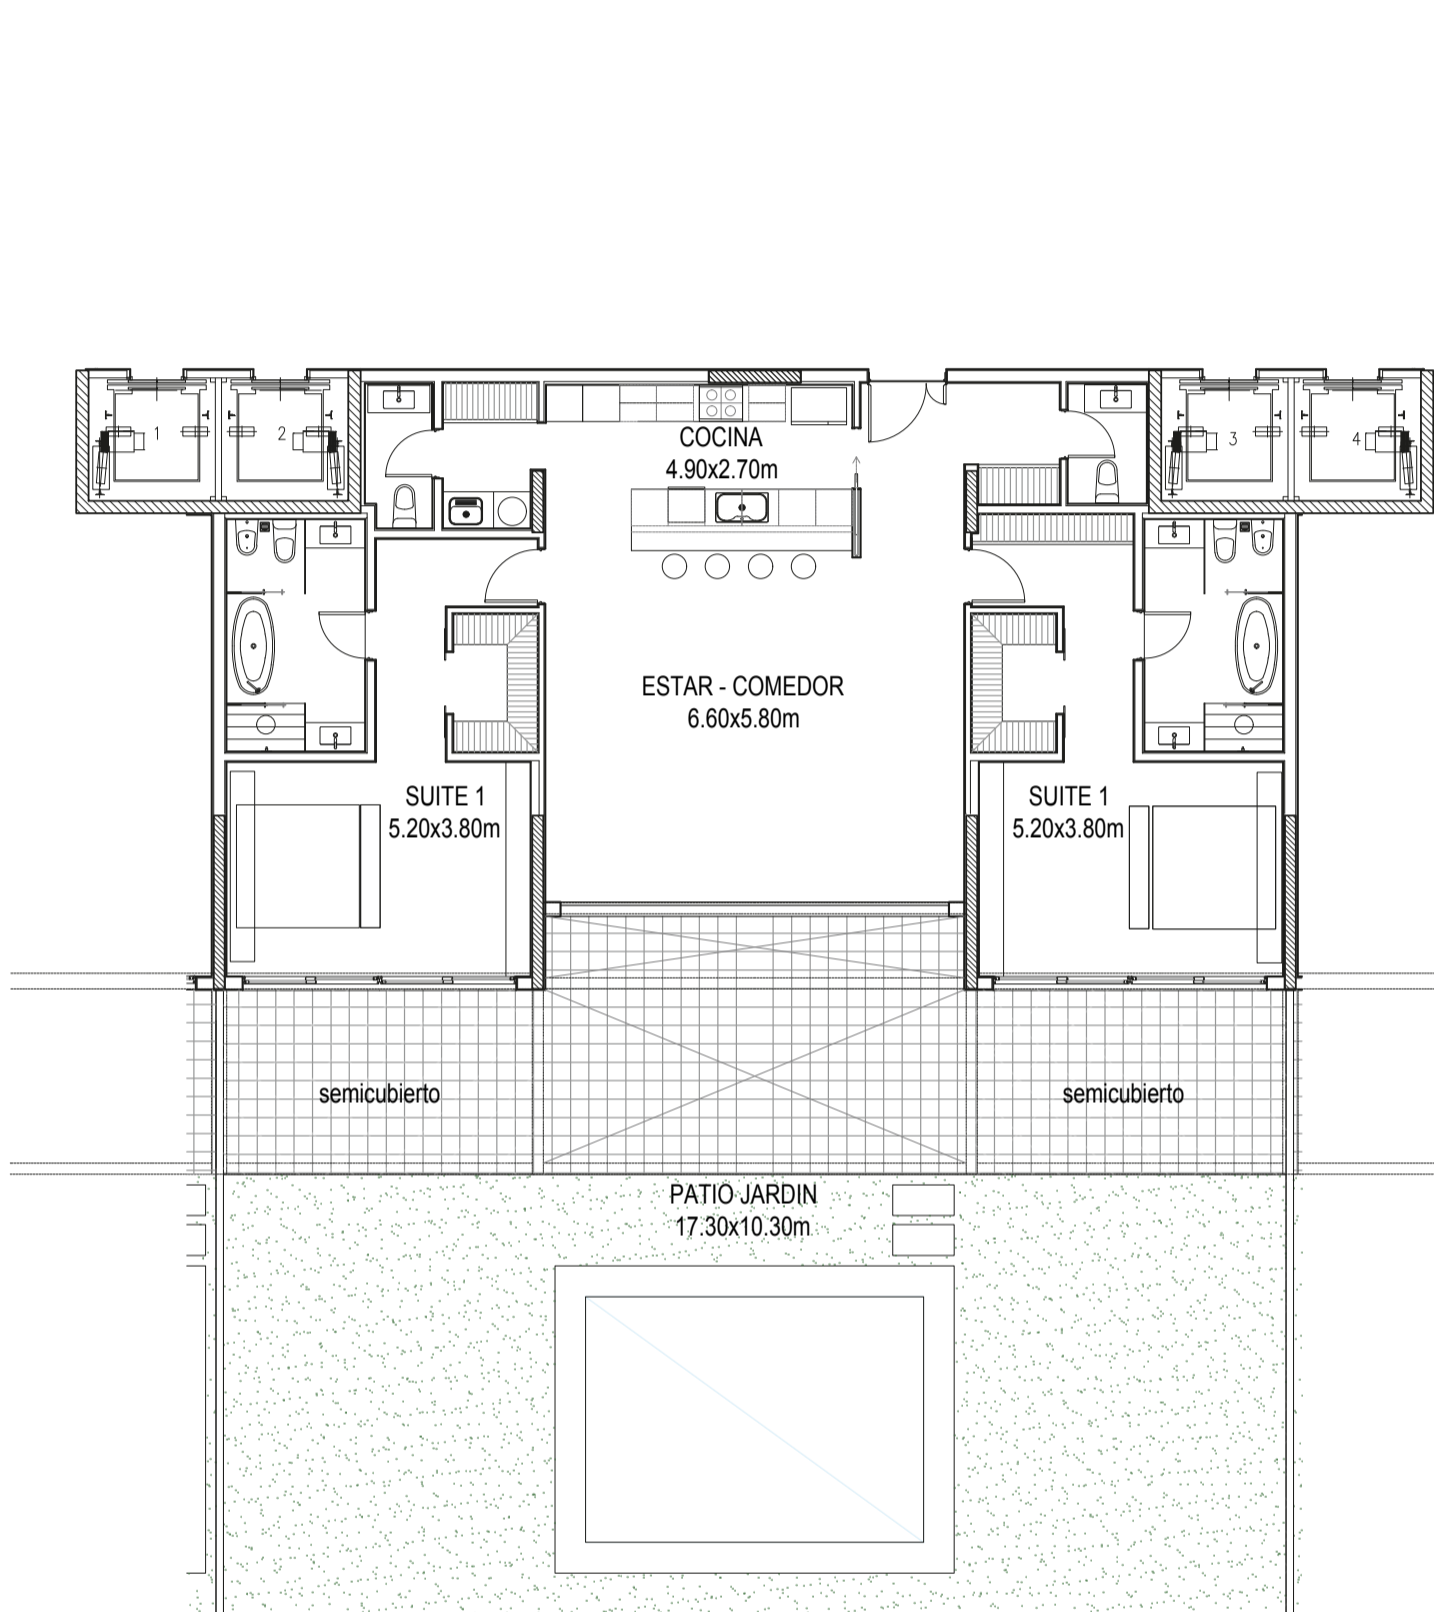 1
2
3
4
COCINA
4.90x2.70m
ESTAR - COMEDOR
6.60x5.80m
SUITE 1
5.20x3.80m
SUITE 1
5.20x3.80m
semicubierto
semicubierto
PATIO JARDIN
17.30x10.30m